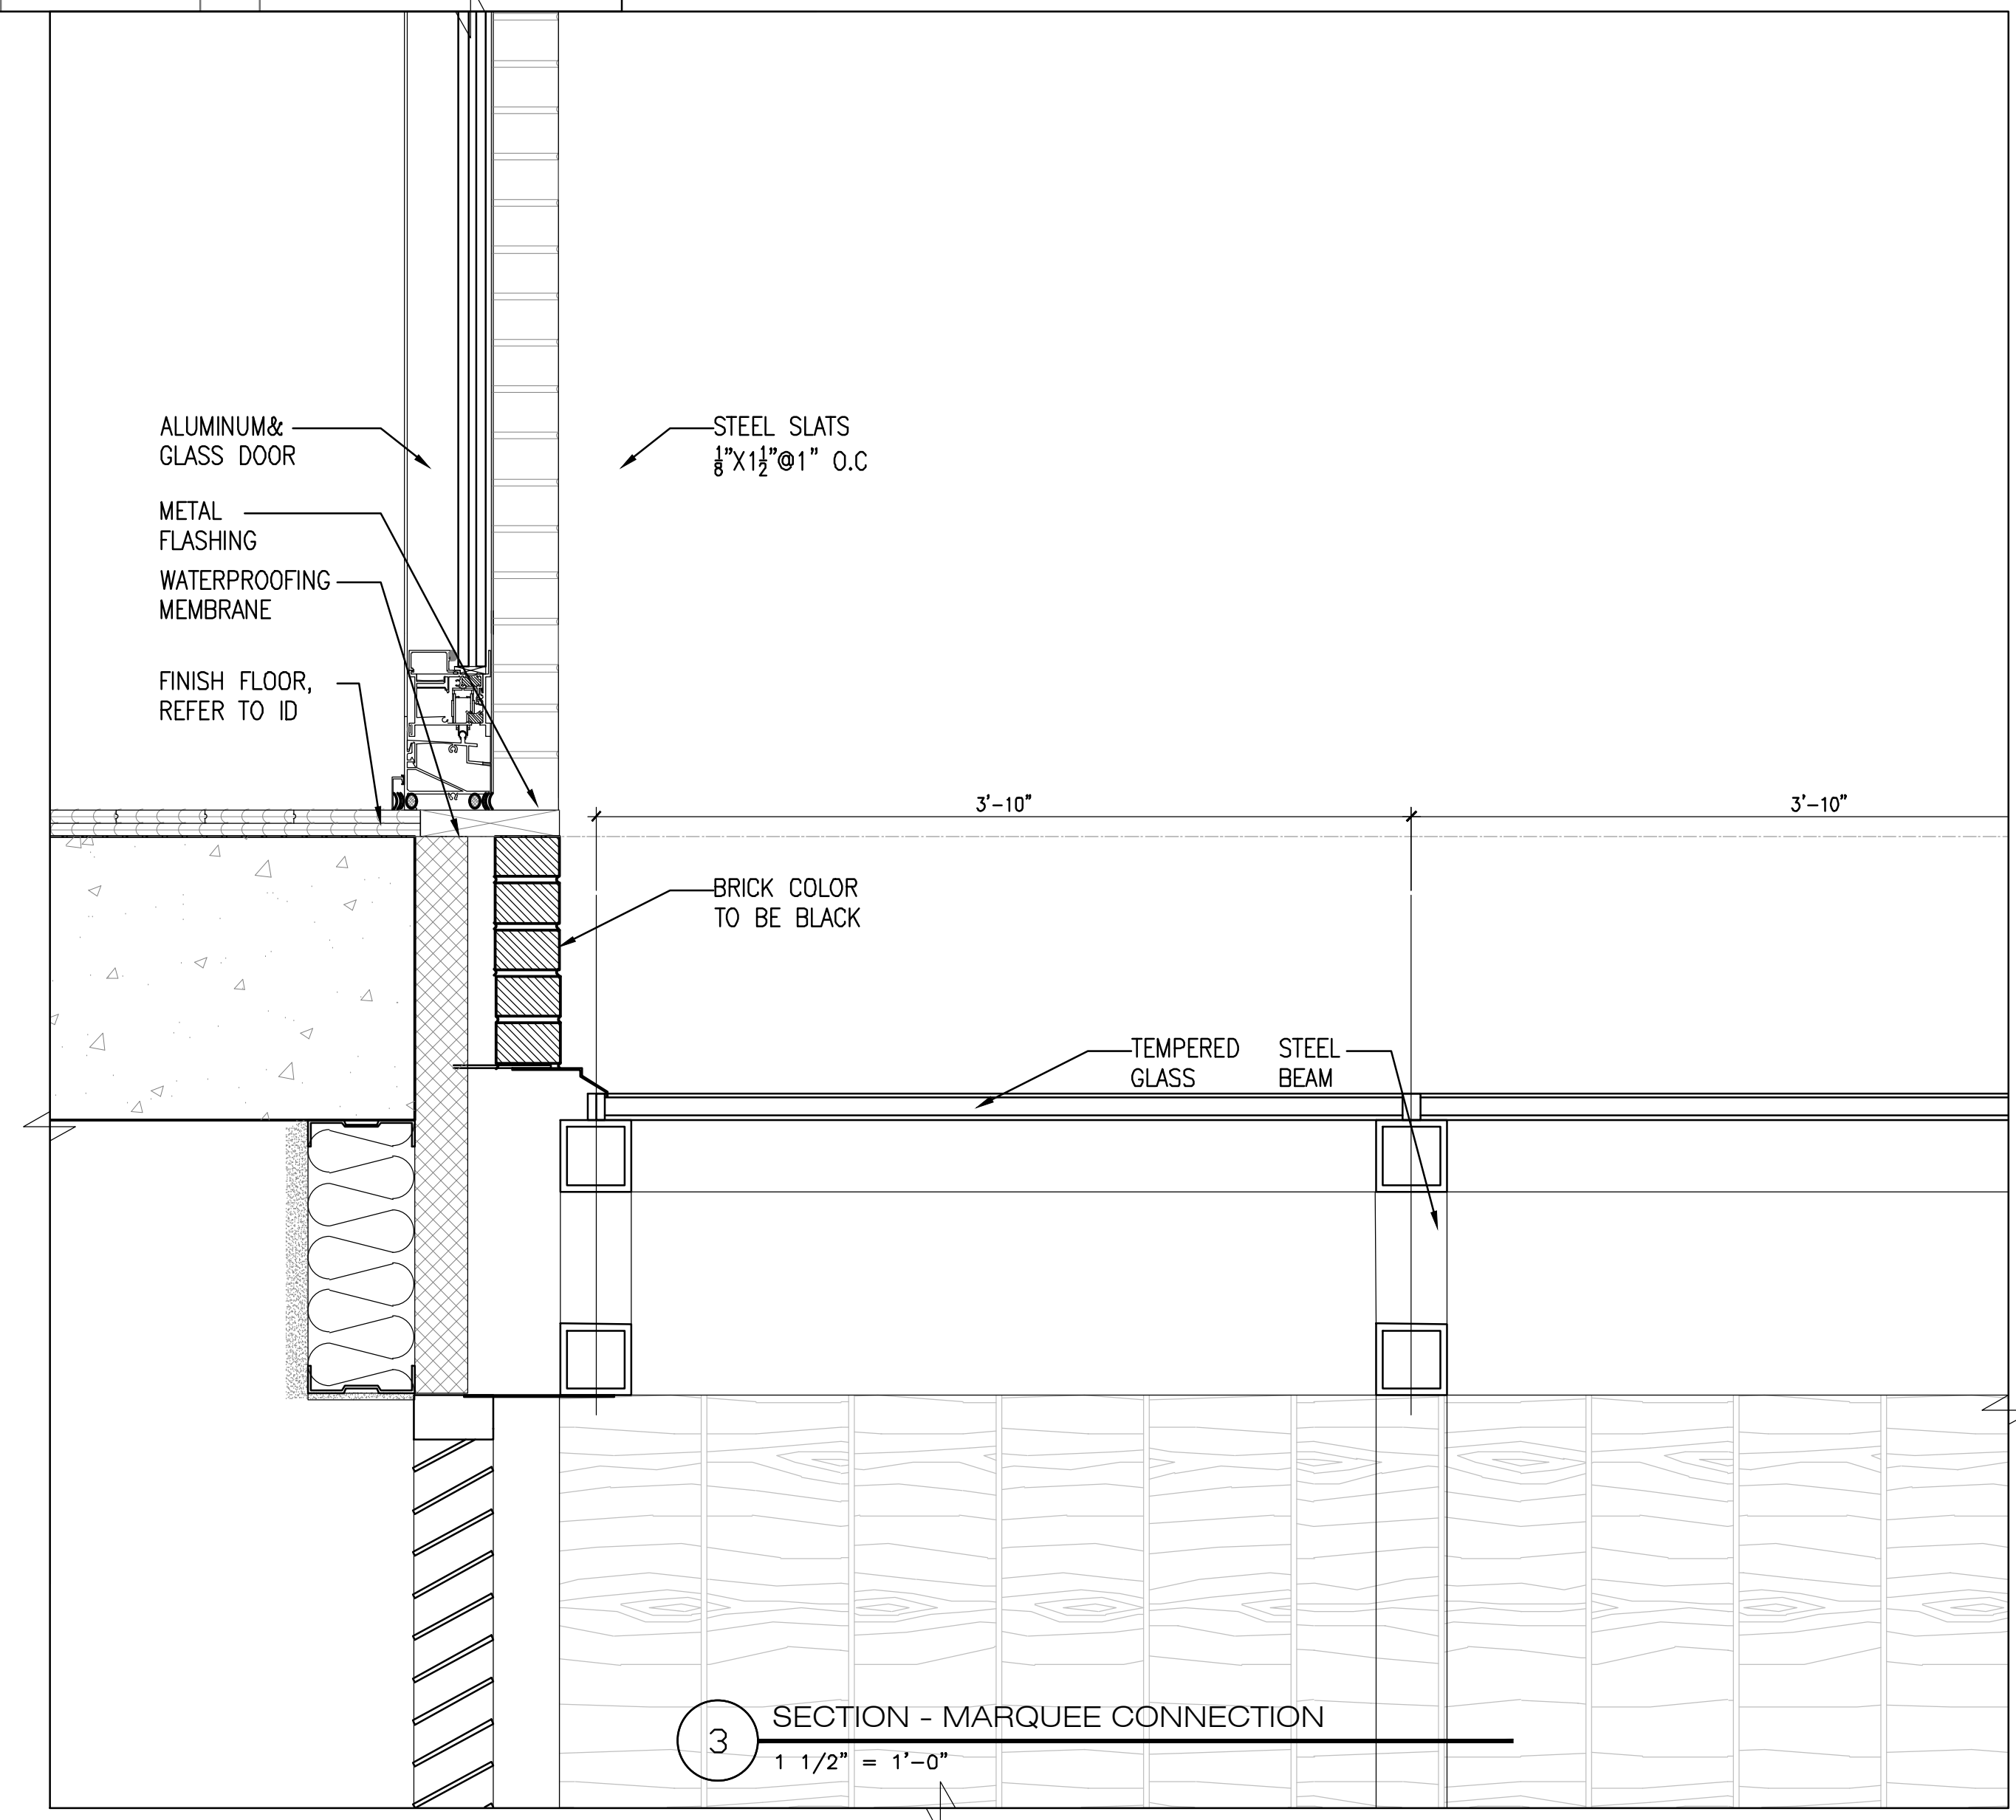 ALUMINUM&
GLASS DOOR
STEEL SLATS
1/8"X1 1/2"@1" O.C
METAL
FLASHING
WATERPROOFING
MEMBRANE
FINISH FLOOR,
REFER TO ID
3'-10"
3'-10"
BRICK COLOR
TO BE BLACK
TEMPERED
GLASS
STEEL
BEAM
3
SECTION - MARQUEE CONNECTION
1 1/2" = 1'-0"